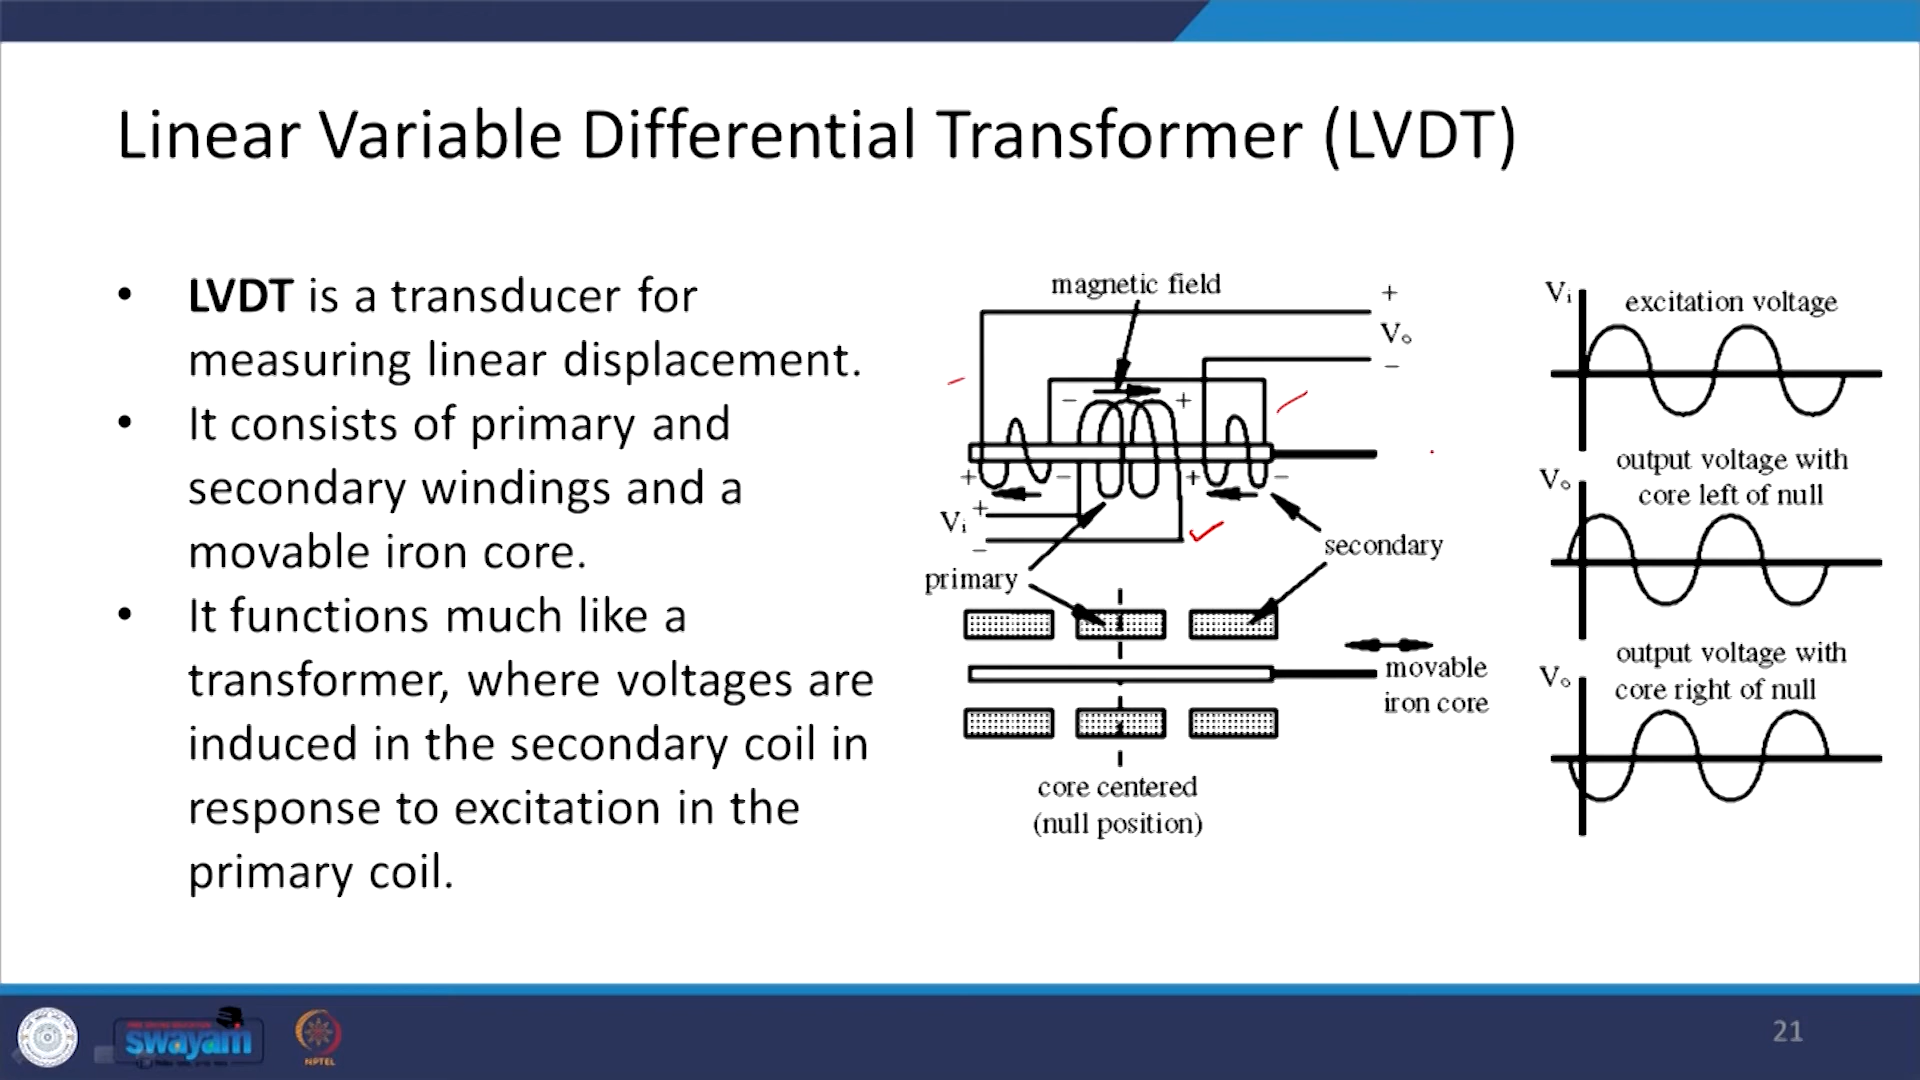 Linear Variable Differential Transformer (LVDT)
• LVDT is a transducer for
measuring linear displacement.
• It consists of primary and
secondary windings and a
movable iron core.
• It functions much like a
transformer, where voltages are
induced in the secondary coil in
response to excitation in the
primary coil.
magnetic field
+
Vo
−
− +
+ − + −
Vi +
−
primary
secondary
movable
iron core
core centered
(null position)
Vi
excitation voltage
Vo
output voltage with
core left of null
Vo
output voltage with
core right of null
swayam
NPTEL
21